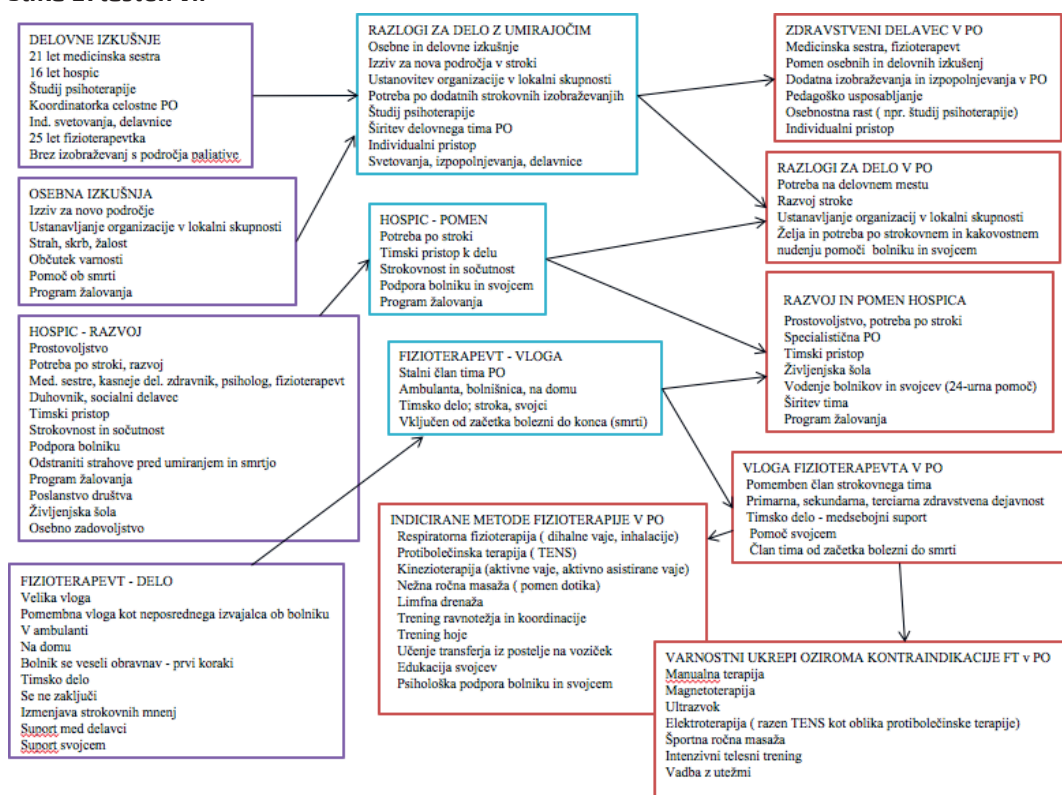 DELOVNE IZKUŠNJE
21 let medicinska sestra
16 let hospic
Študij psihoterapije
Koordinatorka celostne PO
Ind. svetovanja, delavnice
25 let fizioterapevtka
Brez izobraževanj s področja paliative
OSEBNA IZKUŠNJA
Izziv za novo področje
Ustanavljanje organizacije v lokalni skupnosti
Strah, skrb, žalost
Občutek varnosti
Pomoč ob smrti
Program žalovanja
HOSPIC - RAZVOJ
Prostovoljstvo
Potreba po stroki, razvoj
Med. sestre, kasneje del. zdravnik, psiholog, fizioterapevt
Duhovnik, socialni delavec
Timski pristop
Strokovnost in sočutnost
Podpora bolniku
Odstraniti strahove pred umiranjem in smrtjo
Program žalovanja
Poslanstvo društva
Življenjska šola
Osebno zadovoljstvo
FIZIOTERAPEVT - DELO
Velika vloga
Pomembna vloga kot neposrednega izvajalca ob bolniku
V ambulanti
Na domu
Bolnik se veseli obravnav - prvi koraki
Timsko delo
Se ne zaključi
Izmenjava strokovnih mnenj
Suport med delavci
Suport svojcem
RAZLOGI ZA DELO Z UMIRAJOČIM
Osebne in delovne izkušnje
Izziv za nova področja v stroki
Ustanovitev organizacije v lokalni skupnosti
Potreba po dodatnih strokovnih izobraževanjih
Študij psihoterapije
Širitev delovnega tima PO
Individualni pristop
Svetovanja, izpopolnjevanja, delavnice
HOSPIC - POMEN
Potreba po stroki
Timski pristop k delu
Strokovnost in sočutnost
Podpora bolniku in svojcem
Program žalovanja
FIZIOTERAPEVT - VLOGA
Stalni član tima PO
Ambulanta, bolnišnica, na domu
Timsko delo; stroka, svojci
Vključen od začetka bolezni do konca (smrti)
INDICIRANE METODE FIZIOTERAPIJE V PO
Respiratorna fizioterapija ( dihalne vaje, inhalacije)
Protibolečinska terapija ( TENS)
Kinezioterapija (aktivne vaje, aktivno asistirane vaje)
Nežna ročna masaža ( pomen dotika)
Limfna drenaža
Trening ravnotežja in koordinacije
Trening hoje
Učenje transferja iz postelje na voziček
Edukacija svojcev
Psihološka podpora bolniku in svojcem
ZDRAVSTVENI DELAVEC V PO
Medicinska sestra, fizioterapevt
Pomen osebnih in delovnih izkušenj
Dodatna izobraževanja in izpopolnjevanja v PO
Pedagoško usposabljanje
Osebnostna rast ( npr. študij psihoterapije)
Individualni pristop
RAZLOGI ZA DELO V PO
Potreba na delovnem mestu
Razvoj stroke
Ustanavljanje organizacij v lokalni skupnosti
Želja in potreba po strokovnem in kakovostnem
nudenju pomoči bolniku in svojcem
RAZVOJ IN POMEN HOSPICA
Prostovoljstvo, potreba po stroki
Specialistična PO
Timski pristop
Življenjska šola
Vodenje bolnikov in svojcev (24-urna pomoč)
Širitev tima
Program žalovanja
VLOGA FIZIOTERAPEVTA V PO
Pomemben član strokovnega tima
Primarna, sekundarna, terciarna zdravstvena dejavnost
Timsko delo - medsebojni suport
Pomoč svojcem
Član tima od začetka bolezni do smrti
VARNOSTNI UKREPI OZIROMA KONTRAINDIKACIJE FT v PO
Manualna terapija
Magnetoterapija
Ultrazvok
Elektroterapija ( razen TENS kot oblika protibolečinske terapije)
Športna ročna masaža
Intenzivni telesni trening
Vadba z utežmi